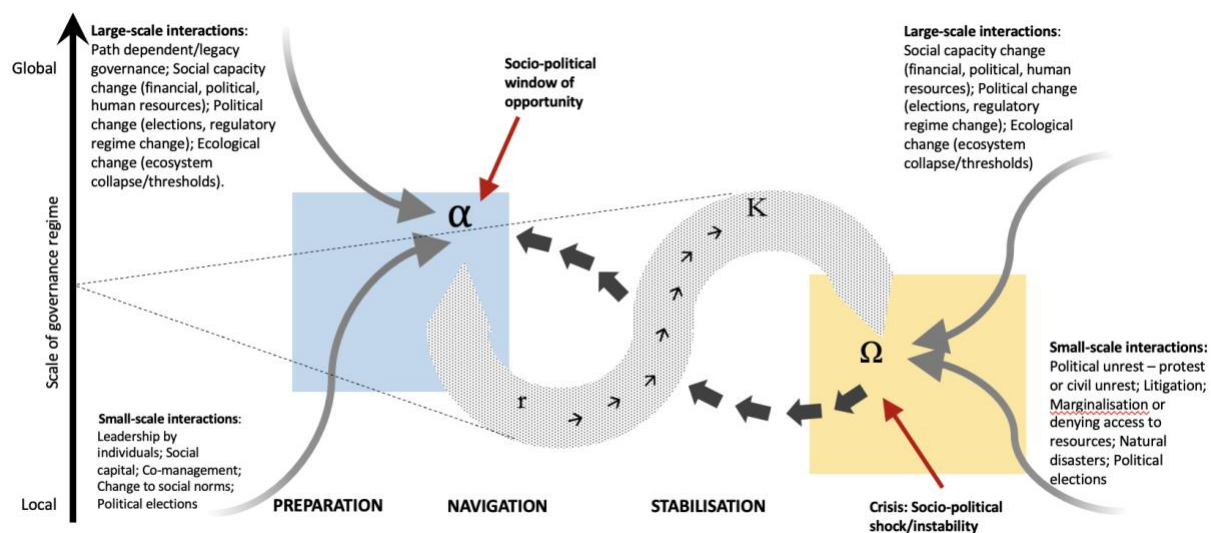 Large-scale interactions:
Path dependent/legacy
governance; Social capacity
change (financial, political,
human resources); Political
change (elections, regulatory
regime change); Ecological
change (ecosystem
collapse/thresholds).
Global
Scale of governance regime
Local
Small-scale interactions:
Leadership by
individuals; Social
capital; Co-management;
Change to social norms;
Political elections
Socio-political
window of
opportunity
α
r
K
Ω
Large-scale interactions:
Social capacity change
(financial, political, human
resources); Political change
(elections, regulatory
regime change); Ecological
change (ecosystem
collapse/thresholds)
Small-scale interactions:
Political unrest – protest
or civil unrest; Litigation;
Marginalisation or
denying access to
resources; Natural
disasters; Political
elections
PREPARATION
NAVIGATION
STABILISATION
Crisis: Socio-political
shock/instability